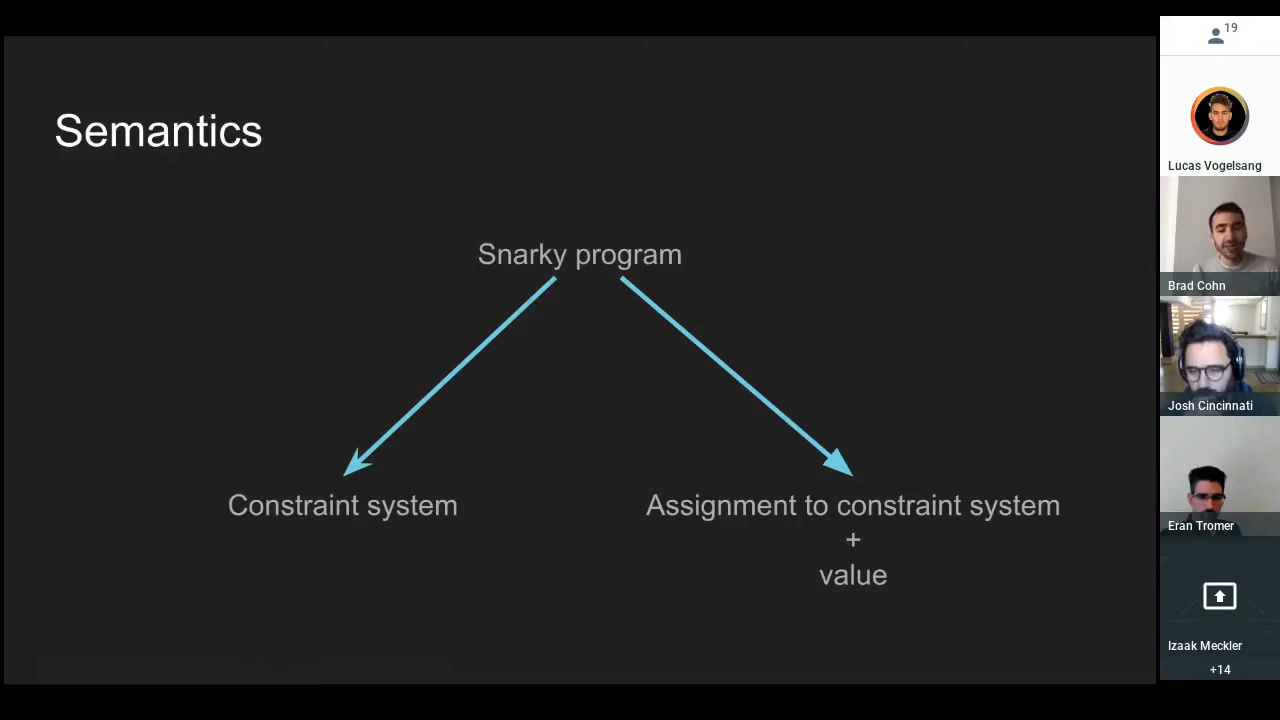 Semantics
Snarky program
Constraint system
Assignment to constraint system
+
value
19
Lucas Vogelsang
Brad Cohn
Josh Cincinnati
Eran Tromer
Izaak Meckler
+14